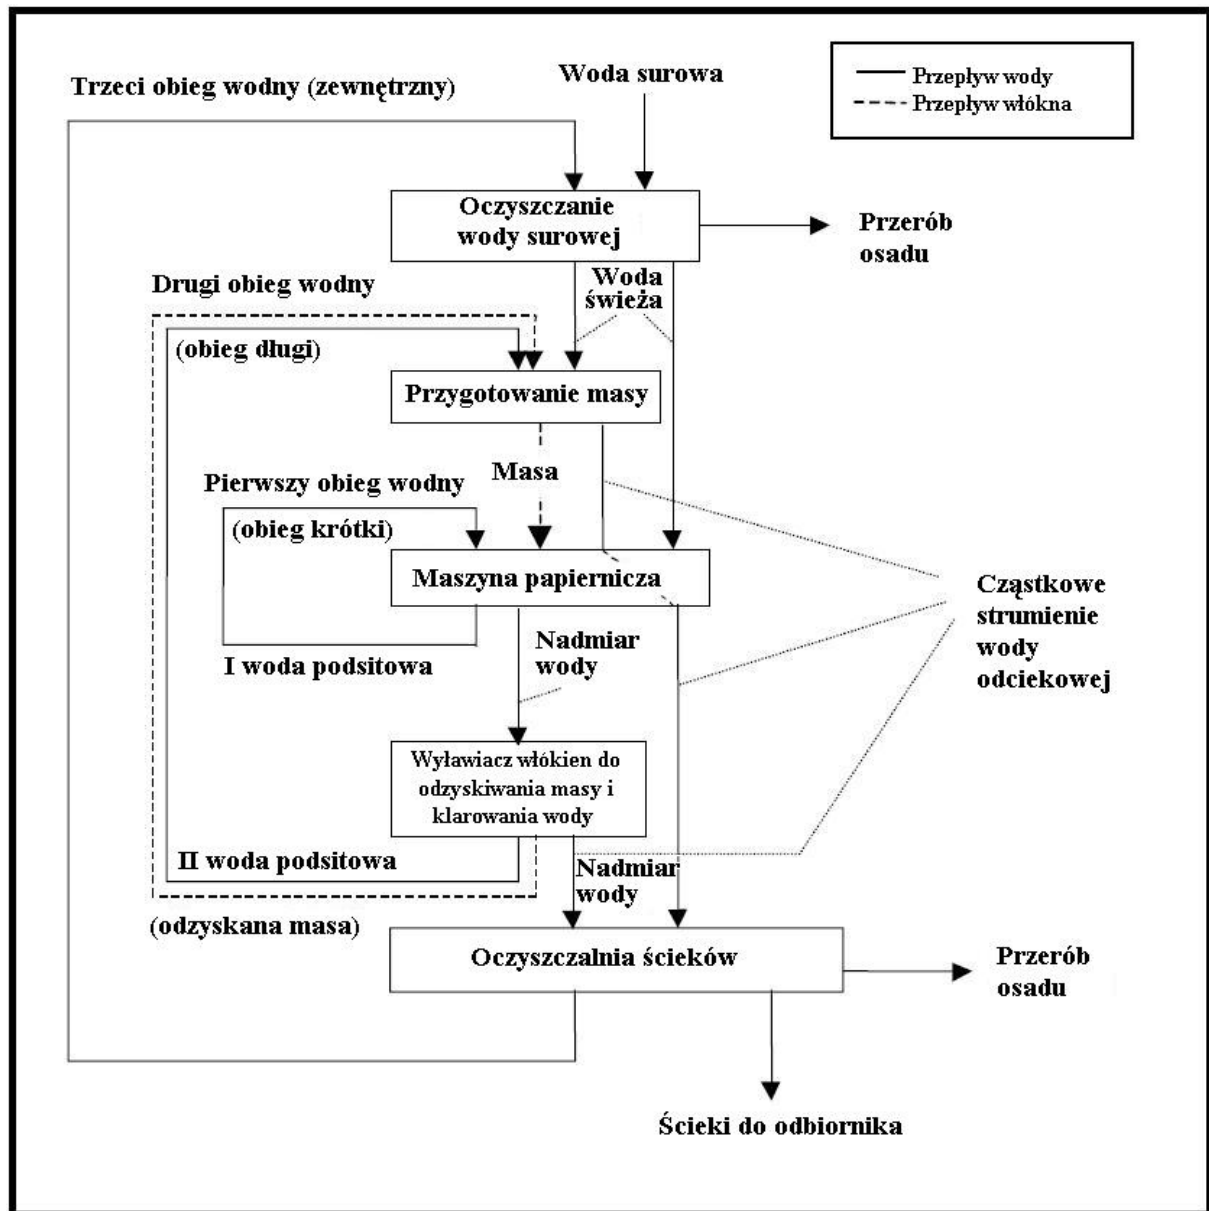 Trzeci obieg wodny (zewnętrzny)
Woda surowa
Przepływ wody
Przepływ włókna
Oczyszczanie
wody surowej
Przerób
osadu
Drugi obieg wodny
(obieg długi)
Woda
świeża
Przygotowanie masy
Masa
Pierwszy obieg wodny
(obieg krótki)
Maszyna papiernicza
Cząstkowe
strumienie
wody
odciekowej
Nadmiar
wody
I woda podsitowa
Wyławiacz włókien do
odzyskiwania masy i
klarowania wody
II woda podsitowa
Nadmiar
wody
(odzyskana masa)
Oczyszczalnia ścieków
Przerób
osadu
Ścieki do odbiornika